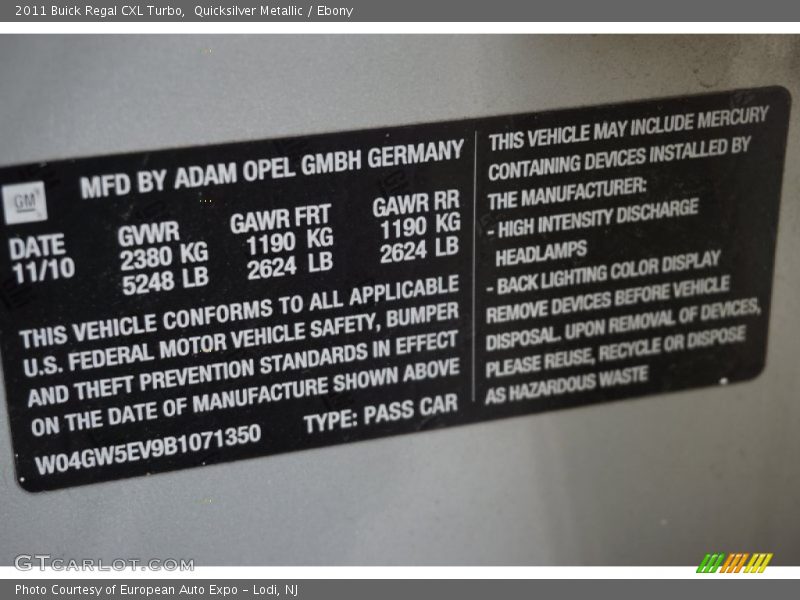 2011 Buick Regal CXL Turbo, Quicksilver Metallic / Ebony
GM
MFD BY ADAM OPEL GMBH GERMANY
DATE
11/10
GVWR
2380 KG
5248 LB
GAWR FRT
1190 KG
2624 LB
GAWR RR
1190 KG
2624 LB
THIS VEHICLE CONFORMS TO ALL APPLICABLE
U.S. FEDERAL MOTOR VEHICLE SAFETY, BUMPER
AND THEFT PREVENTION STANDARDS IN EFFECT
ON THE DATE OF MANUFACTURE SHOWN ABOVE
W04GW5EV9B1071350 TYPE: PASS CAR
THIS VEHICLE MAY INCLUDE MERCURY
CONTAINING DEVICES INSTALLED BY
THE MANUFACTURER:
- HIGH INTENSITY DISCHARGE
HEADLAMPS
- BACK LIGHTING COLOR DISPLAY
REMOVE DEVICES BEFORE VEHICLE
DISPOSAL. UPON REMOVAL OF DEVICES,
PLEASE REUSE, RECYCLE OR DISPOSE
AS HAZARDOUS WASTE
GTCARLOT.COM
Photo Courtesy of European Auto Expo - Lodi, NJ